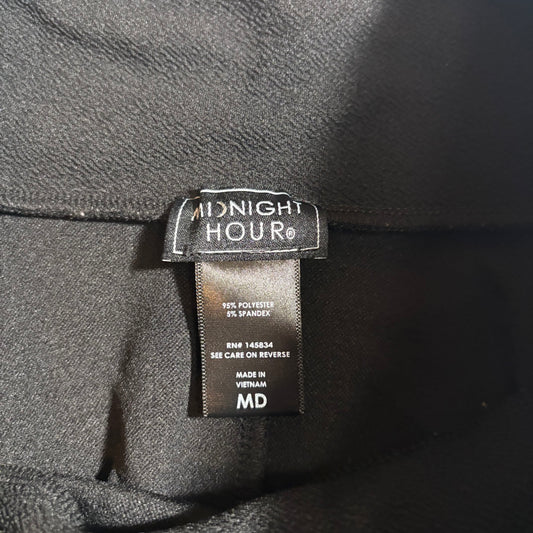 MIDNIGHT
HOUR®
95% POLYESTER
5% SPANDEX
RN# 145834
SEE CARE ON REVERSE
MADE IN
VIETNAM
MD